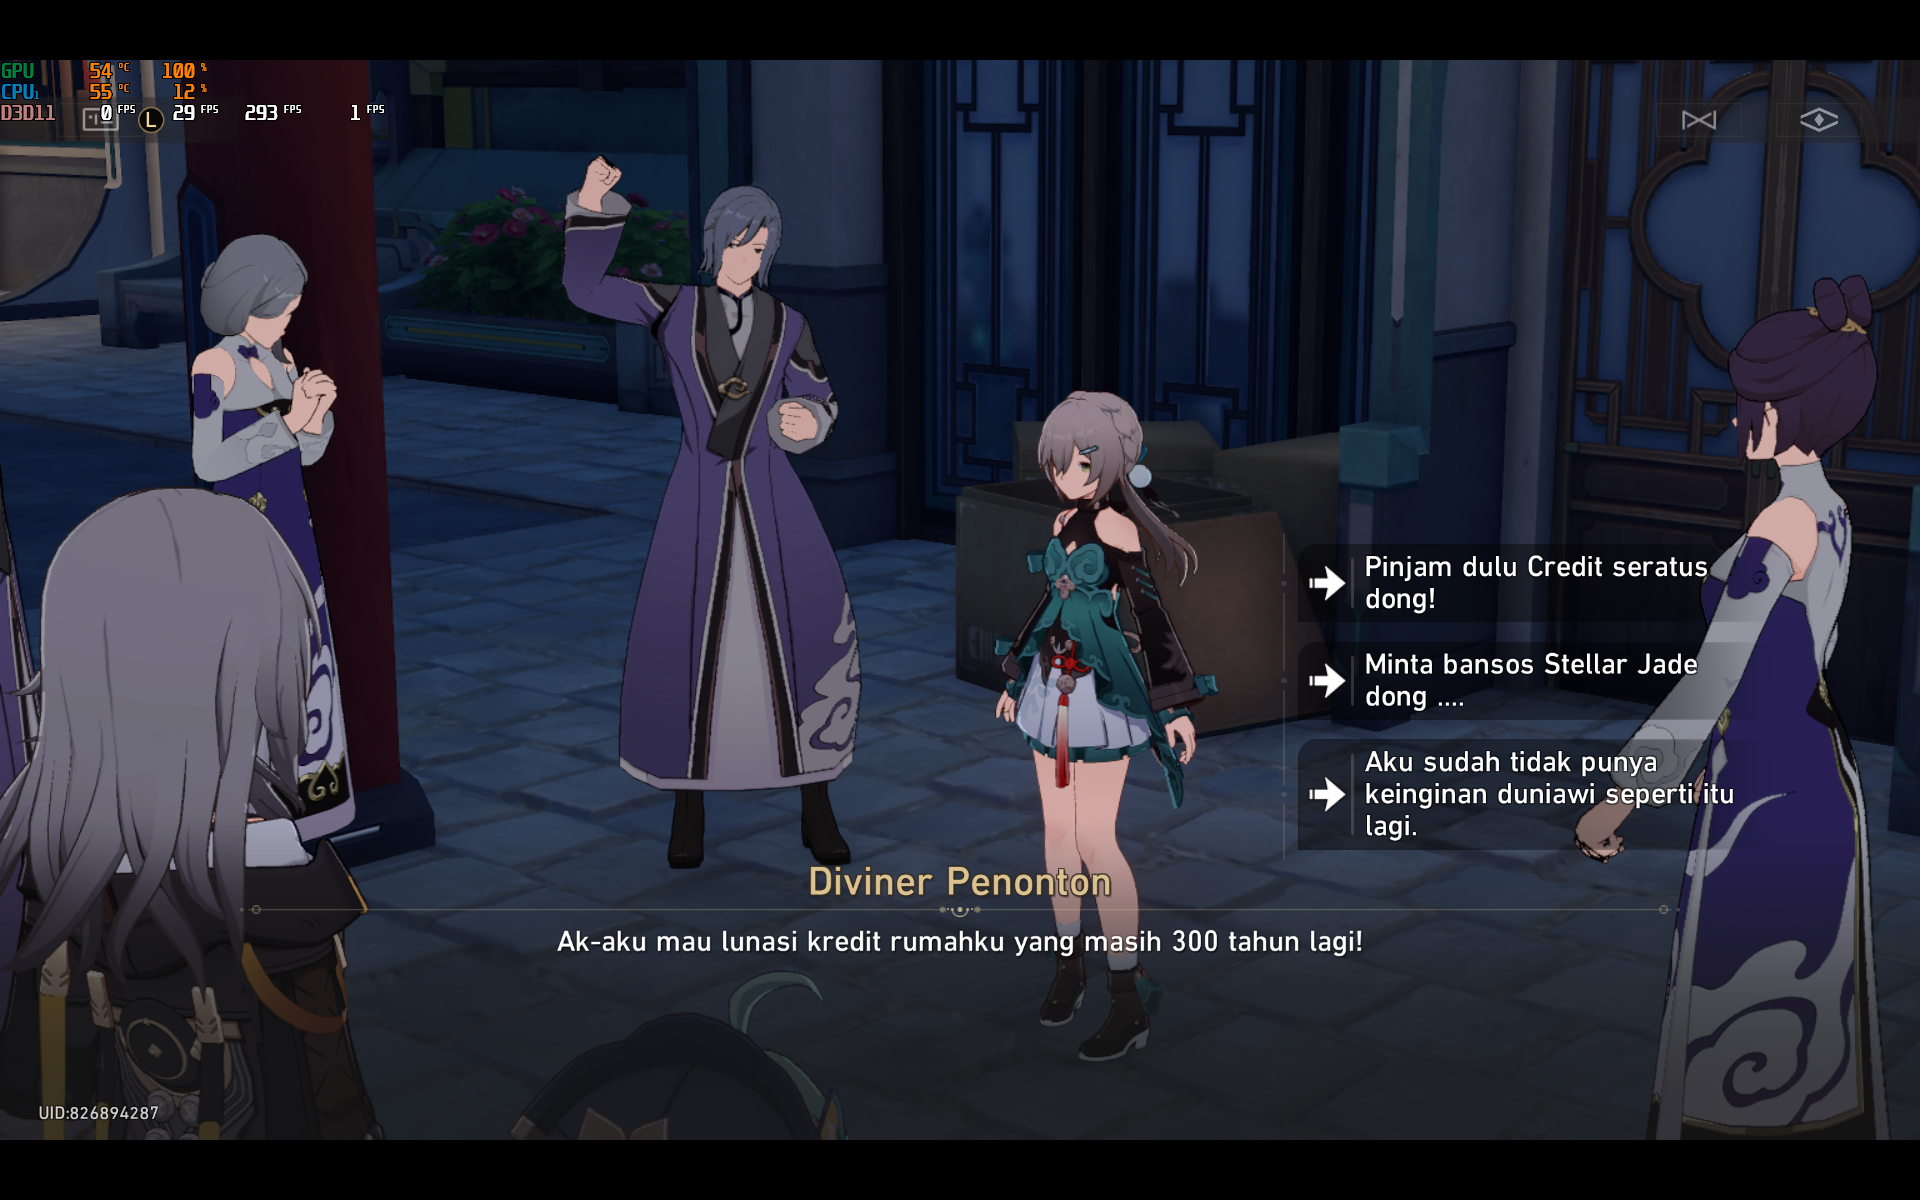 GPU 54 °C 100 %
CPU1 55 °C 12 %
D3D11 0 FPS 29 FPS 293 FPS 1 FPS
L
Pinjam dulu Credit seratus
dong!
Minta bansos Stellar Jade
dong ....
Aku sudah tidak punya
keinginan duniawi seperti itu
lagi.
Diviner Penonton
Ak-aku mau lunasi kredit rumahku yang masih 300 tahun lagi!
UID:826894287